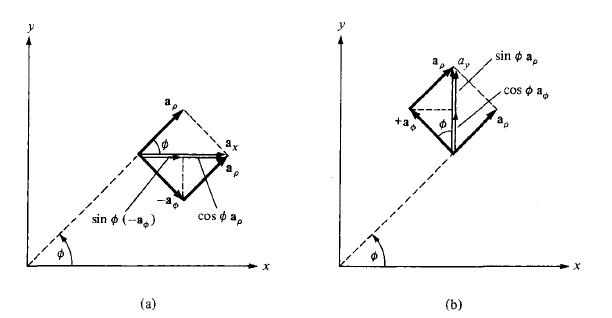 y
a_ρ
ϕ
a_x
a_ρ
−a_ϕ
sin ϕ (−a_ϕ)
cos ϕ a_ρ
ϕ
x
(a)
y
a_ρ
a_y
sin ϕ a_ρ
cos ϕ a_ϕ
+a_ϕ
ϕ
a_ρ
ϕ
x
(b)